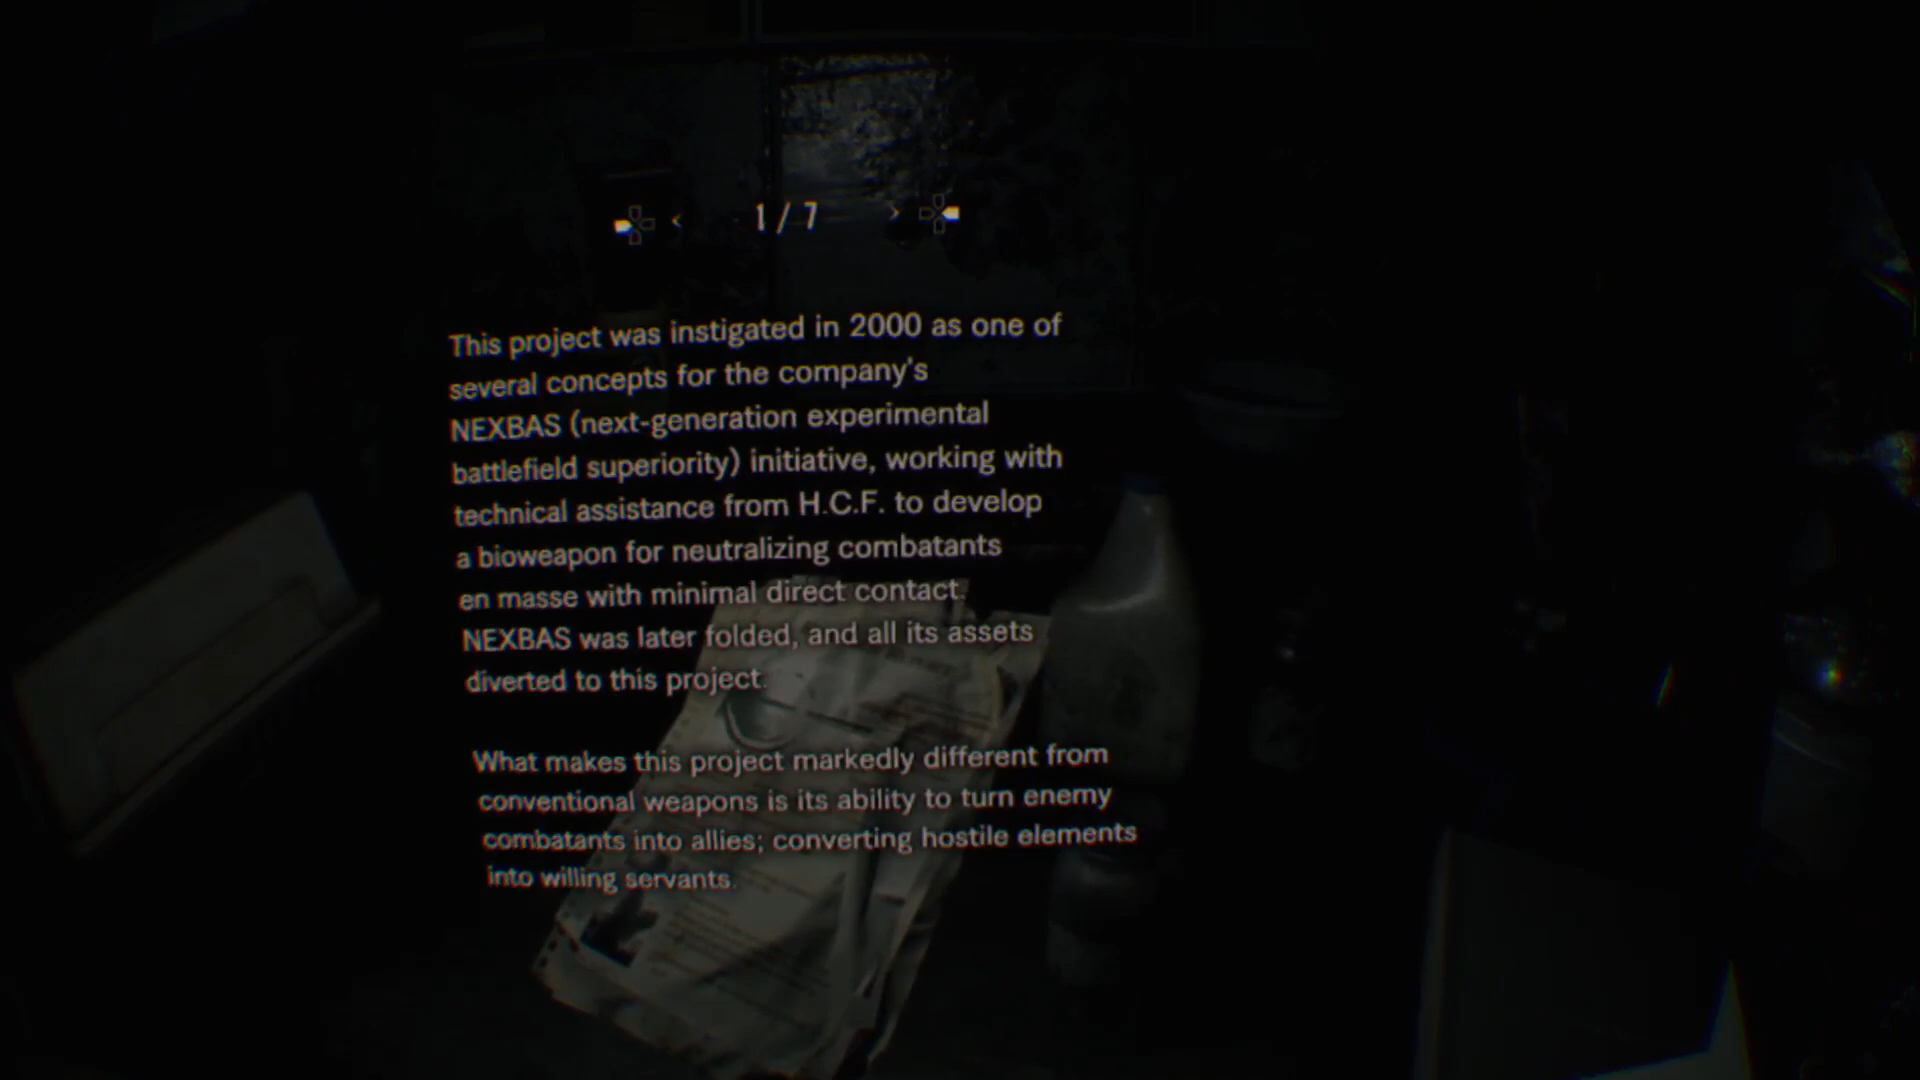 1 / 7
This project was instigated in 2000 as one of
several concepts for the company's
NEXBAS (next-generation experimental
battlefield superiority) initiative, working with
technical assistance from H.C.F. to develop
a bioweapon for neutralizing combatants
en masse with minimal direct contact.
NEXBAS was later folded, and all its assets
diverted to this project.
What makes this project markedly different from
conventional weapons is its ability to turn enemy
combatants into allies; converting hostile elements
into willing servants.